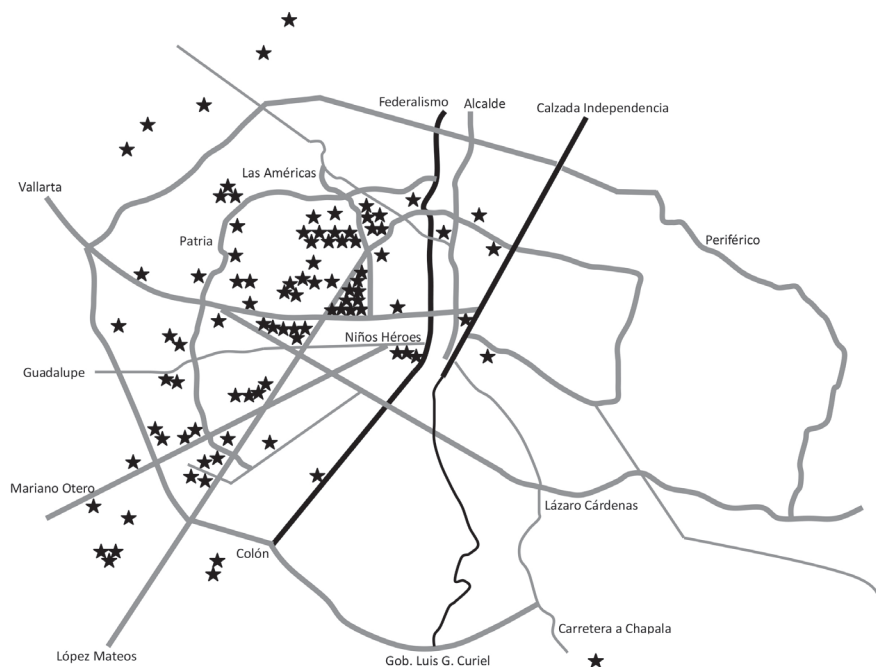 Federalismo
Alcalde
Calzada Independencia
Las Américas
Vallarta
Patria
Periférico
Niños Héroes
Guadalupe
Mariano Otero
Lázaro Cárdenas
Colón
Carretera a Chapala
López Mateos
Gob. Luis G. Curiel